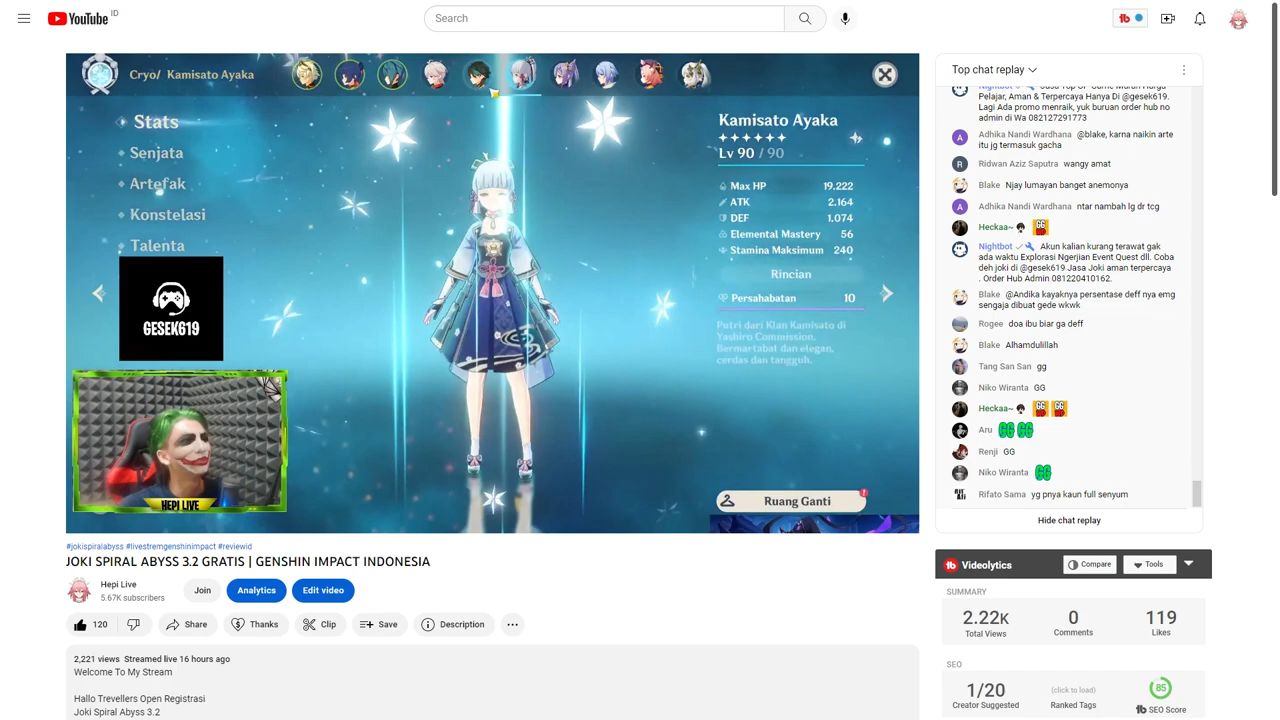 YouTube ID
Search
Cryo/ Kamisato Ayaka
Stats
Senjata
Artefak
Konstelasi
Talenta
GESEK619
HEPI LIVE
Kamisato Ayaka
Lv 90 / 90
Max HP 19.222
ATK 2.164
DEF 1.074
Elemental Mastery 56
Stamina Maksimum 240
Rincian
Persahabatan 10
Putri dari Klan Kamisato di
Yashiro Commission.
Bermartabat dan elegan,
cerdas dan tangguh.
Ruang Ganti
#jokispiralabyss #livestremgenshinimpact #reviewid
JOKI SPIRAL ABYSS 3.2 GRATIS | GENSHIN IMPACT INDONESIA
Hepi Live
5.67K subscribers
Join
Analytics
Edit video
120
Share
Thanks
Clip
Save
Description
2,221 views Streamed live 16 hours ago
Welcome To My Stream
Hallo Trevellers Open Registrasi
Joki Spiral Abyss 3.2
Top chat replay
Pelajar, Aman & Terpercaya Hanya Di @gesek619.
Lagi Ada promo menraik, yuk buruan order hub no
admin di Wa 082127291773
Adhika Nandi Wardhana @blake, karna naikin arte
itu jg termasuk gacha
Ridwan Aziz Saputra wangy amat
Blake Njay lumayan banget anemonya
Adhika Nandi Wardhana ntar nambah lg dr tcg
Heckaa~ GG
Nightbot Akun kalian kurang terawat gak
ada waktu Explorasi Ngerjian Event Quest dll. Coba
deh joki di @gesek619 Jasa Joki aman terpercaya
. Order Hub Admin 081220410162.
Blake @Andika kayaknya persentase deff nya emg
sengaja dibuat gede wkwk
Rogee doa ibu biar ga deff
Blake Alhamdulillah
Tang San San gg
Niko Wiranta GG
Heckaa~ GG GG
Aru GG GG
Renji GG
Niko Wiranta GG
Rifato Sama yg pnya kaun full senyum
Hide chat replay
tb Videolytics
Compare
Tools
SUMMARY
2.22K 0 119
Total Views Comments Likes
SEO
1/20 (click to load) 85
Creator Suggested Ranked Tags tb SEO Score